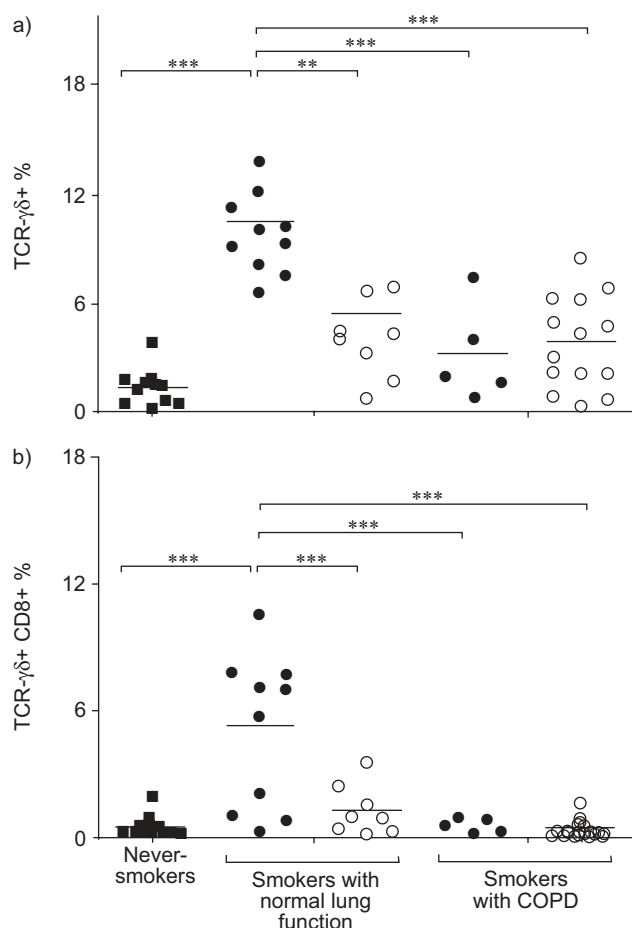 a)
***
***
*** **
18
12
6
0
TCR-γδ+ %
b)
18
***
***
*** ***
12
6
0
TCR-γδ+ CD8+ %
Never-
smokers
Smokers with
normal lung
function
Smokers
with COPD